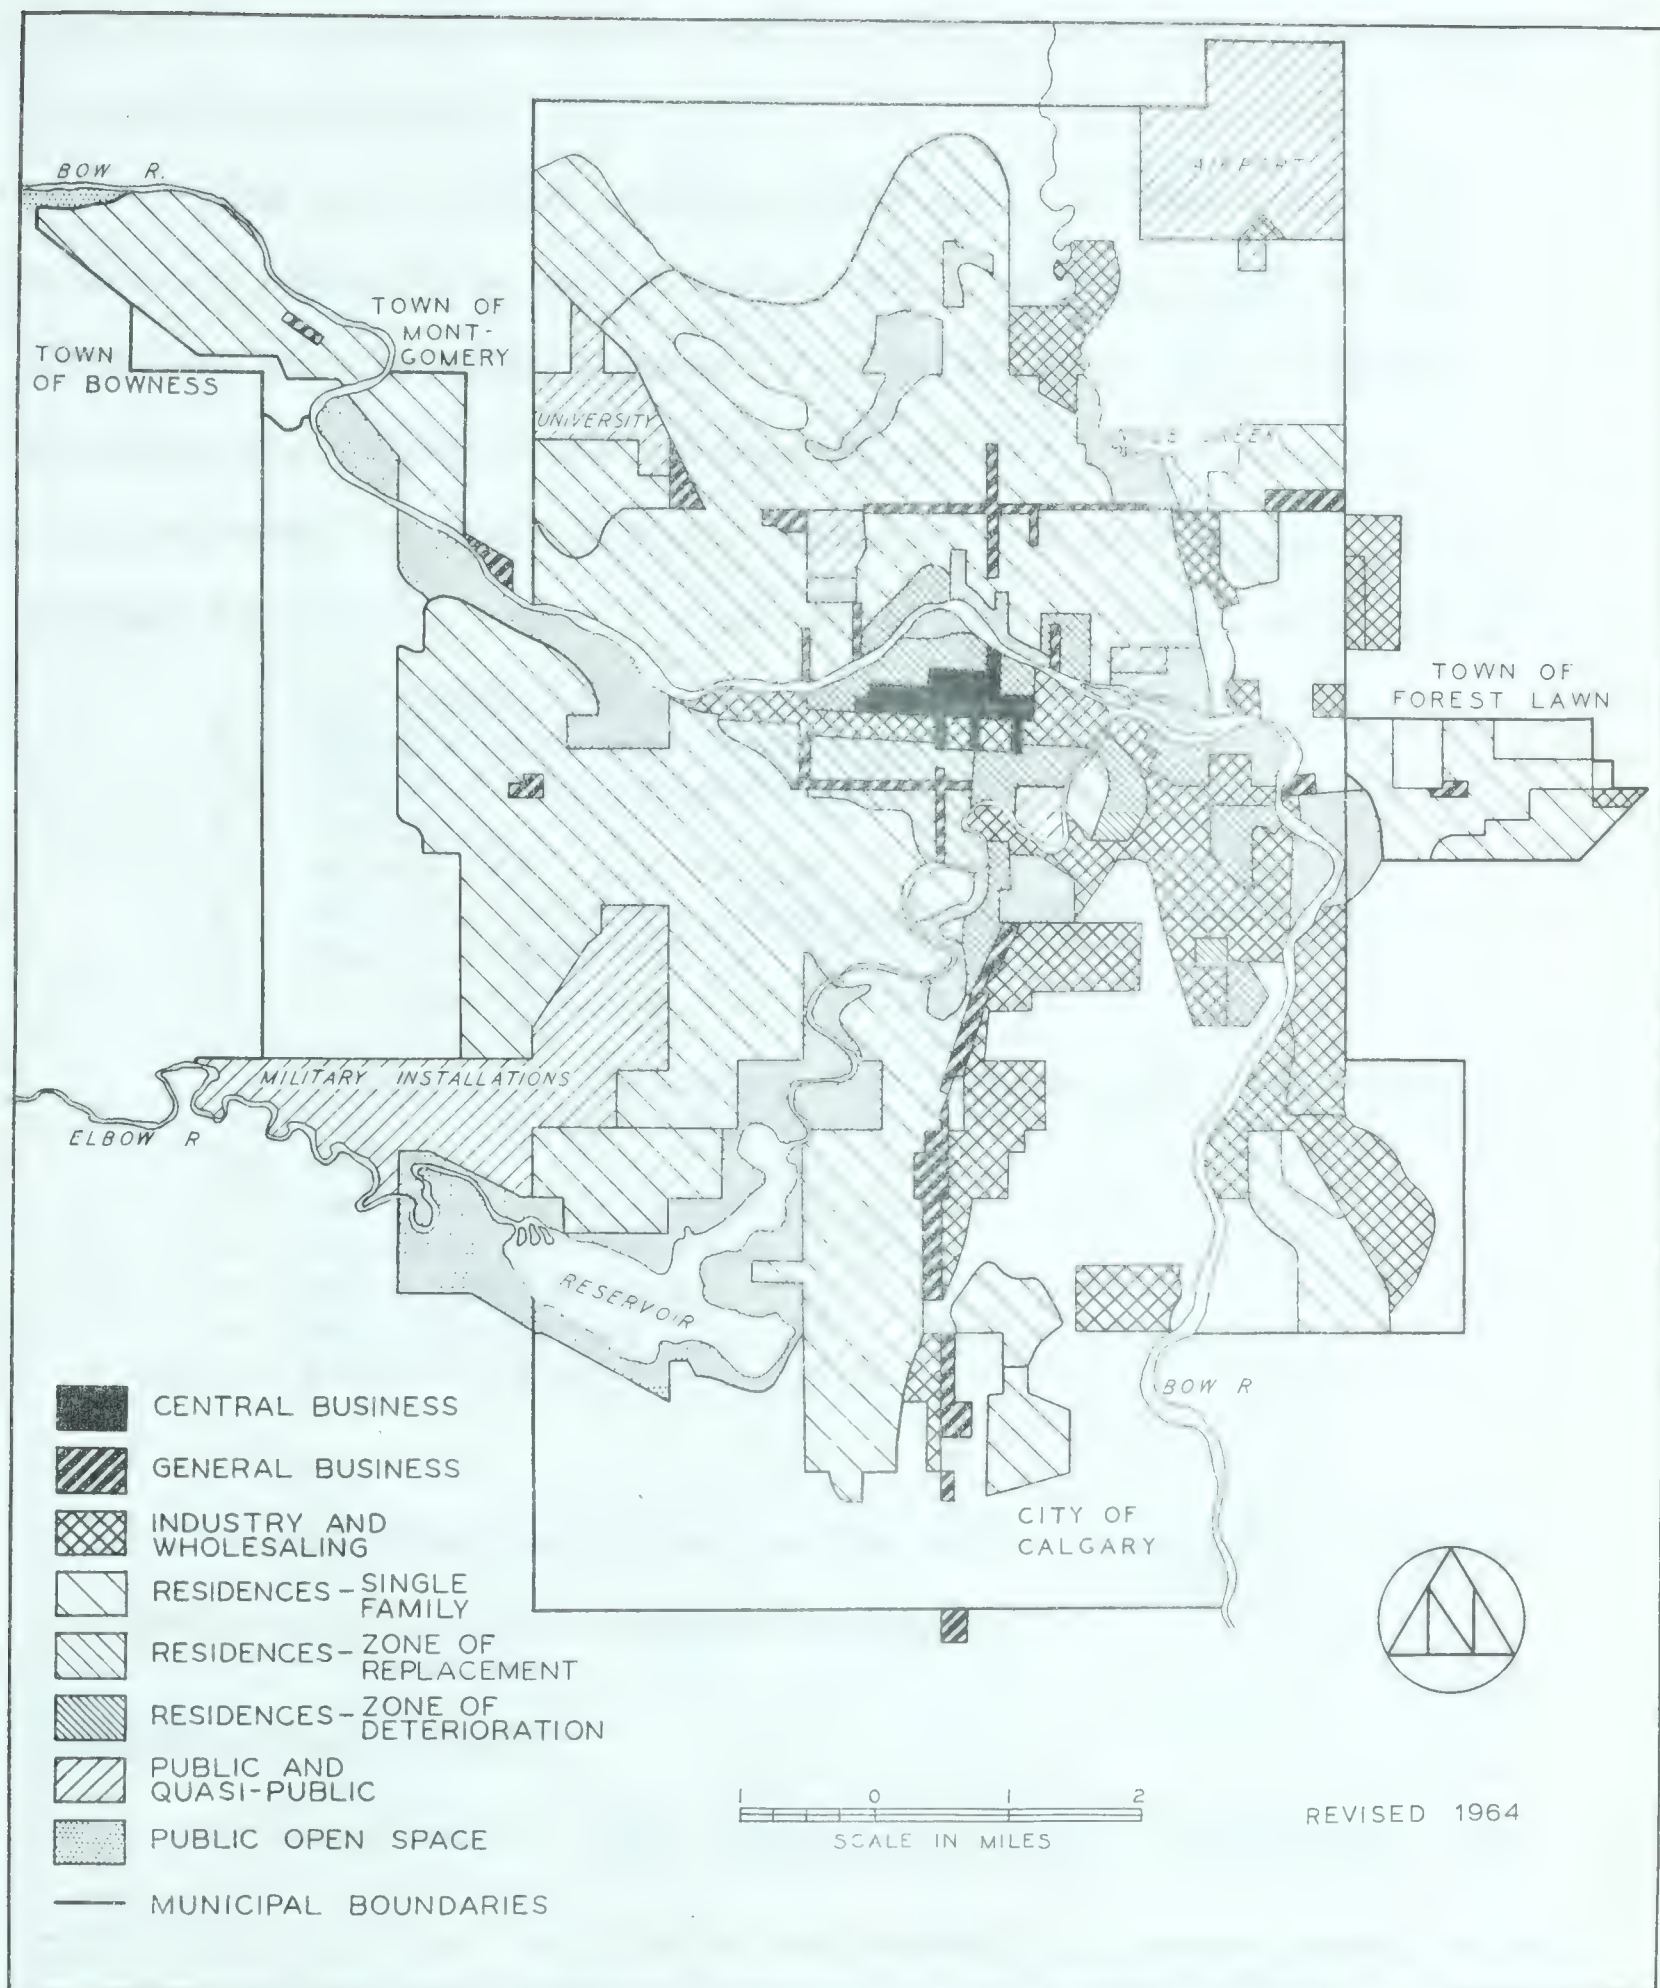 BOW R.
AIRPORT
TOWN OF
MONT-
GOMERY
TOWN
OF BOWNESS
UNIVERSITY
TOWN OF
FOREST LAWN
MILITARY INSTALLATIONS
ELBOW R
RESERVOIR
BOW R
CITY OF
CALGARY
CENTRAL BUSINESS
GENERAL BUSINESS
INDUSTRY AND
WHOLESALING
RESIDENCES – SINGLE
FAMILY
RESIDENCES – ZONE OF
REPLACEMENT
RESIDENCES – ZONE OF
DETERIORATION
PUBLIC AND
QUASI-PUBLIC
PUBLIC OPEN SPACE
MUNICIPAL BOUNDARIES
N
1 0 1 2
SCALE IN MILES
REVISED 1964